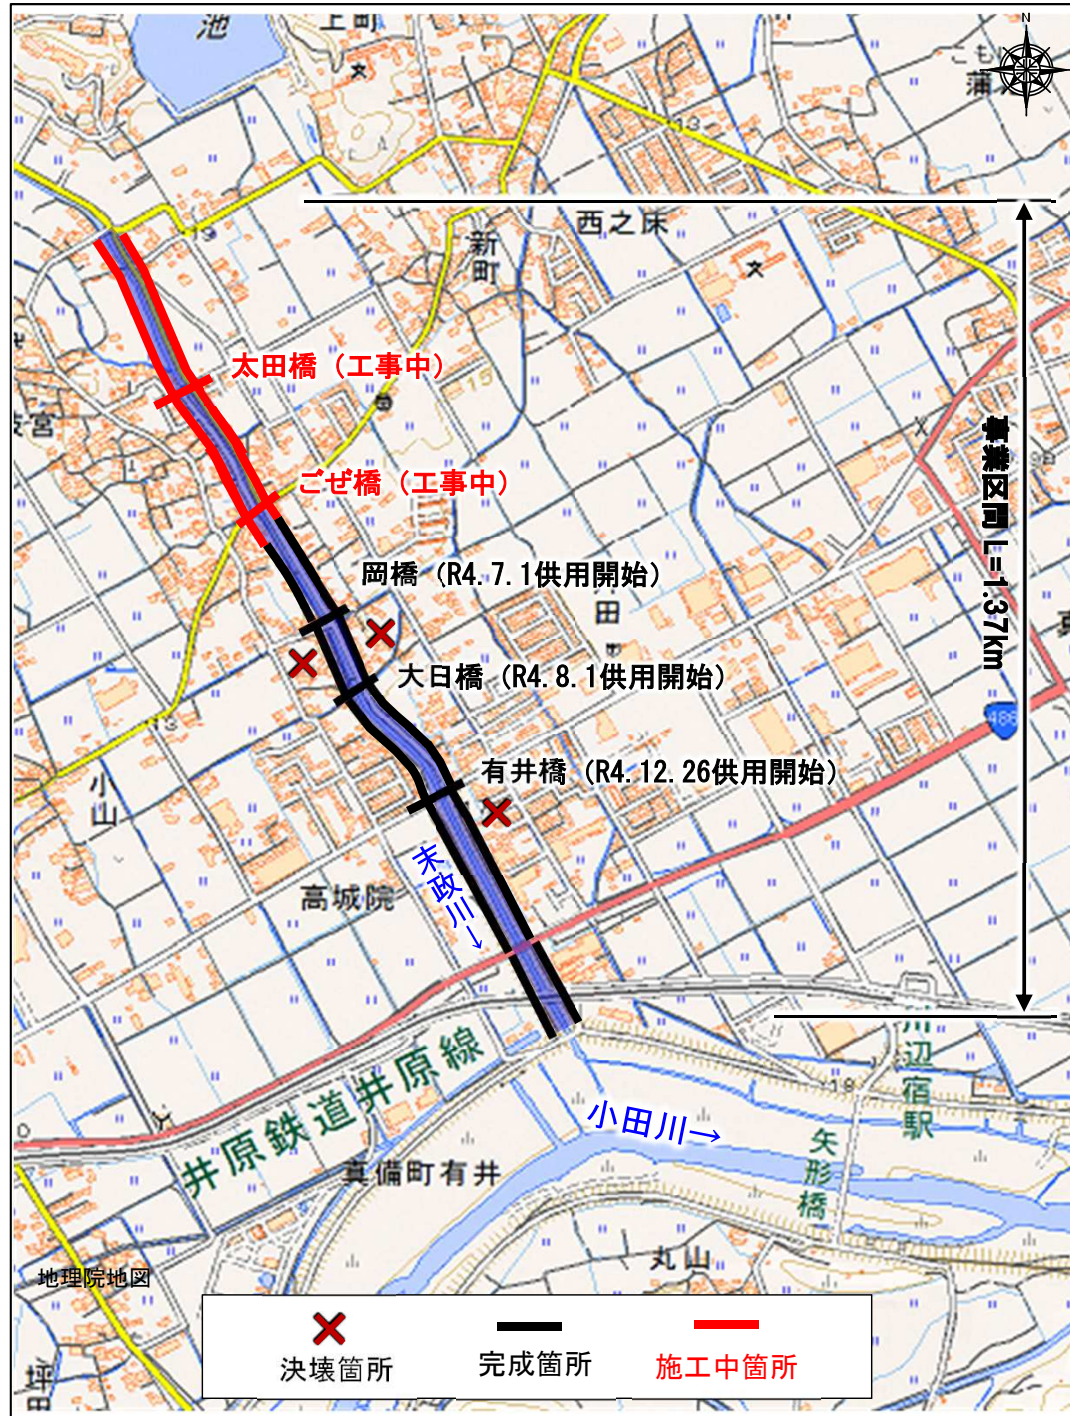 池
上町
N
西之床
新町
太田橋（工事中）
ごぜ橋（工事中）
岡橋（R4.7.1供用開始）
大日橋（R4.8.1供用開始）
有井橋（R4.12.26供用開始）
事業区間 L=1.37km
486
小山
高城院
末政川→
井原鉄道井原線
川辺宿駅
小田川→
矢形橋
真備町有井
丸山
地理院地図
決壊箇所
完成箇所
施工中箇所